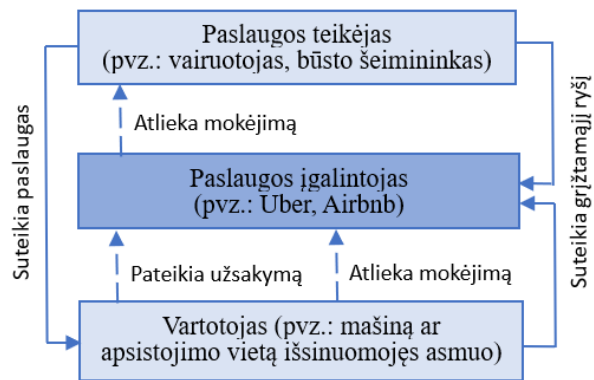 Paslaugos teikėjas
(pvz.: vairuotojas, būsto šeimininkas)
Atlieka mokėjimą
Paslaugos įgalintojas
(pvz.: Uber, Airbnb)
Pateikia užsakymą
Atlieka mokėjimą
Vartotojas (pvz.: mašiną ar
apsistojimo vietą išsinuomojęs asmuo)
Suteikia paslaugas
Suteikia grįžtamąjį ryšį